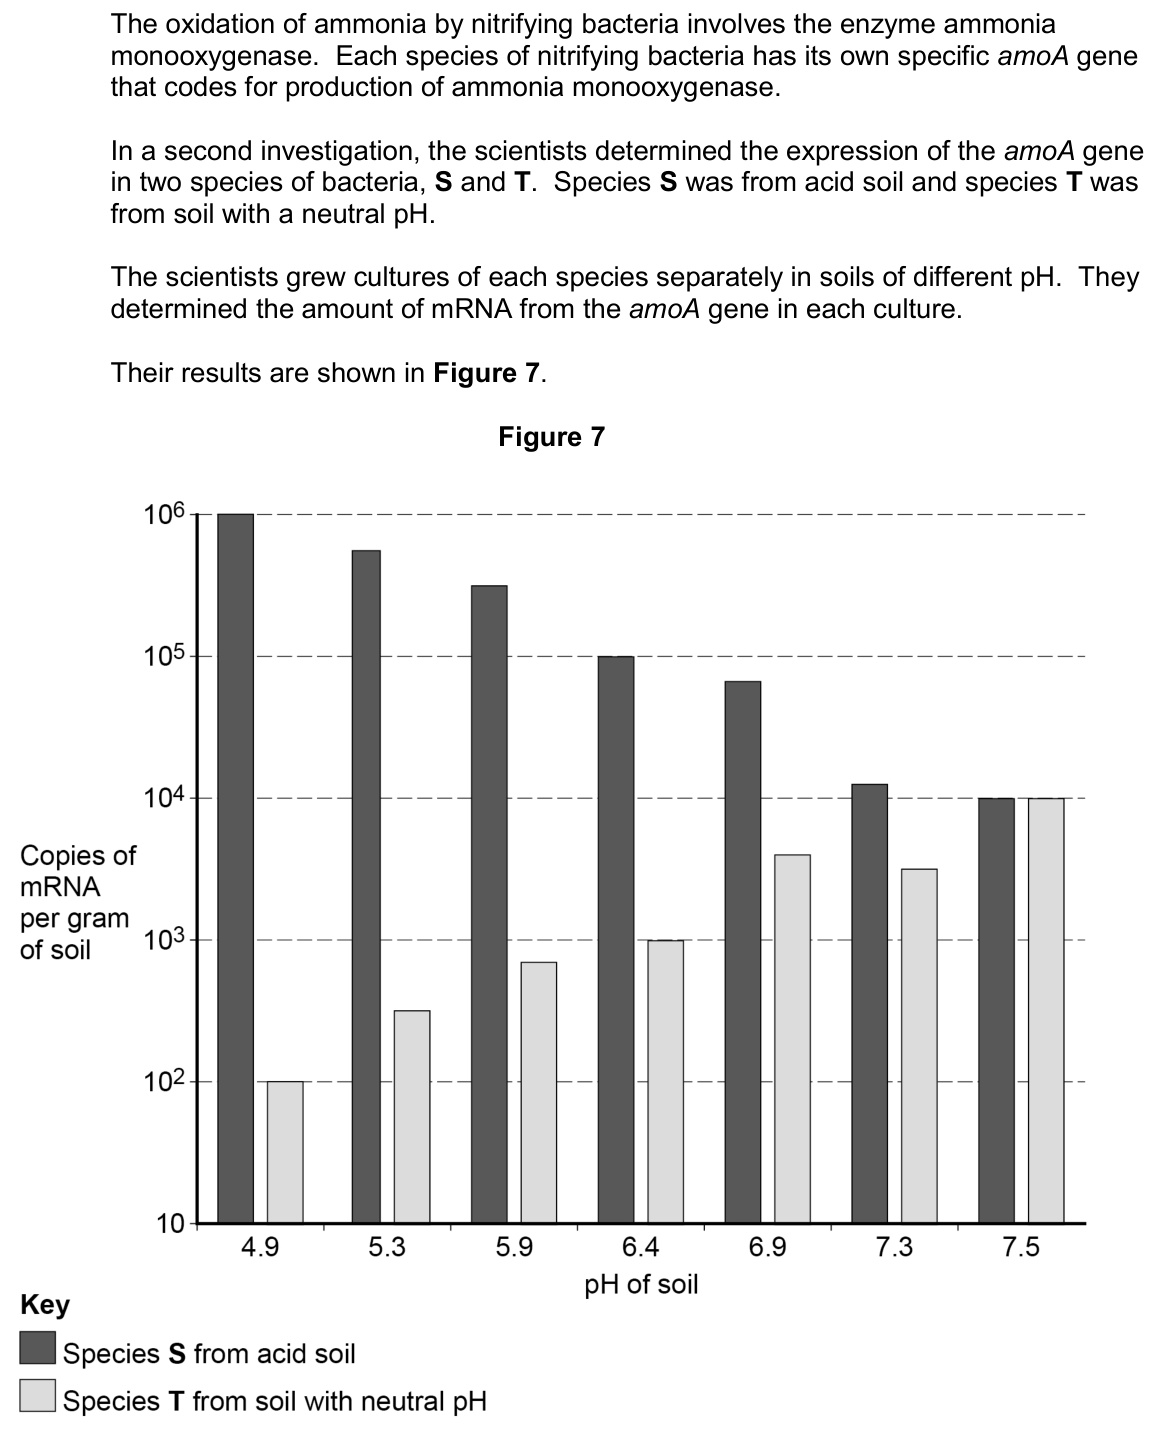 The oxidation of ammonia by nitrifying bacteria involves the enzyme ammonia
monooxygenase.  Each species of nitrifying bacteria has its own specific amoA gene
that codes for production of ammonia monooxygenase.
In a second investigation, the scientists determined the expression of the amoA gene
in two species of bacteria, S and T.  Species S was from acid soil and species T was
from soil with a neutral pH.
The scientists grew cultures of each species separately in soils of different pH.  They
determined the amount of mRNA from the amoA gene in each culture.
Their results are shown in Figure 7.
Figure 7
10⁶
10⁵
10⁴
Copies of
mRNA
per gram
of soil
10³
10²
10
4.9 5.3 5.9 6.4 6.9 7.3 7.5
pH of soil
Key
Species S from acid soil
Species T from soil with neutral pH